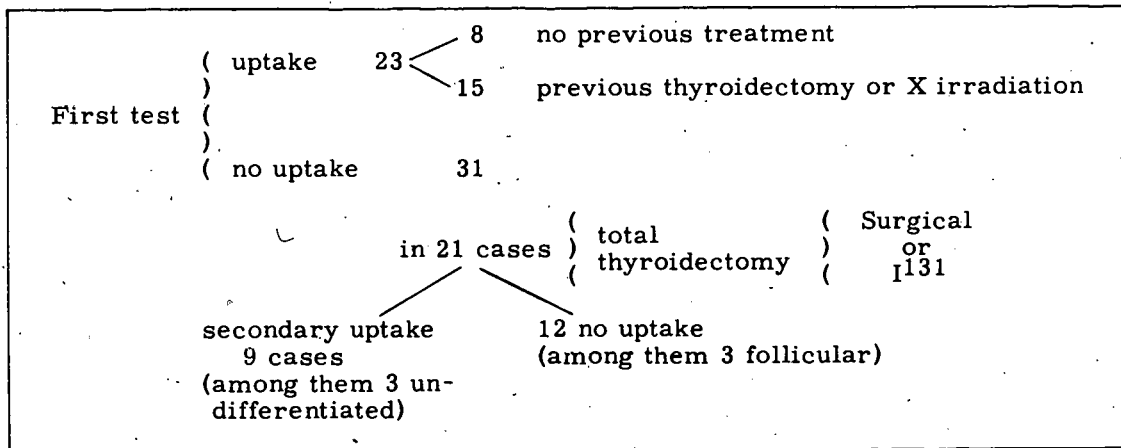 8 no previous treatment
( uptake 23
) 15 previous thyroidectomy or X irradiation
First test (
)
( no uptake 31
( ( Surgical
in 21 cases ) total ) or
( thyroidectomy ( I131
secondary uptake 12 no uptake
9 cases (among them 3 follicular)
(among them 3 un-
differentiated)